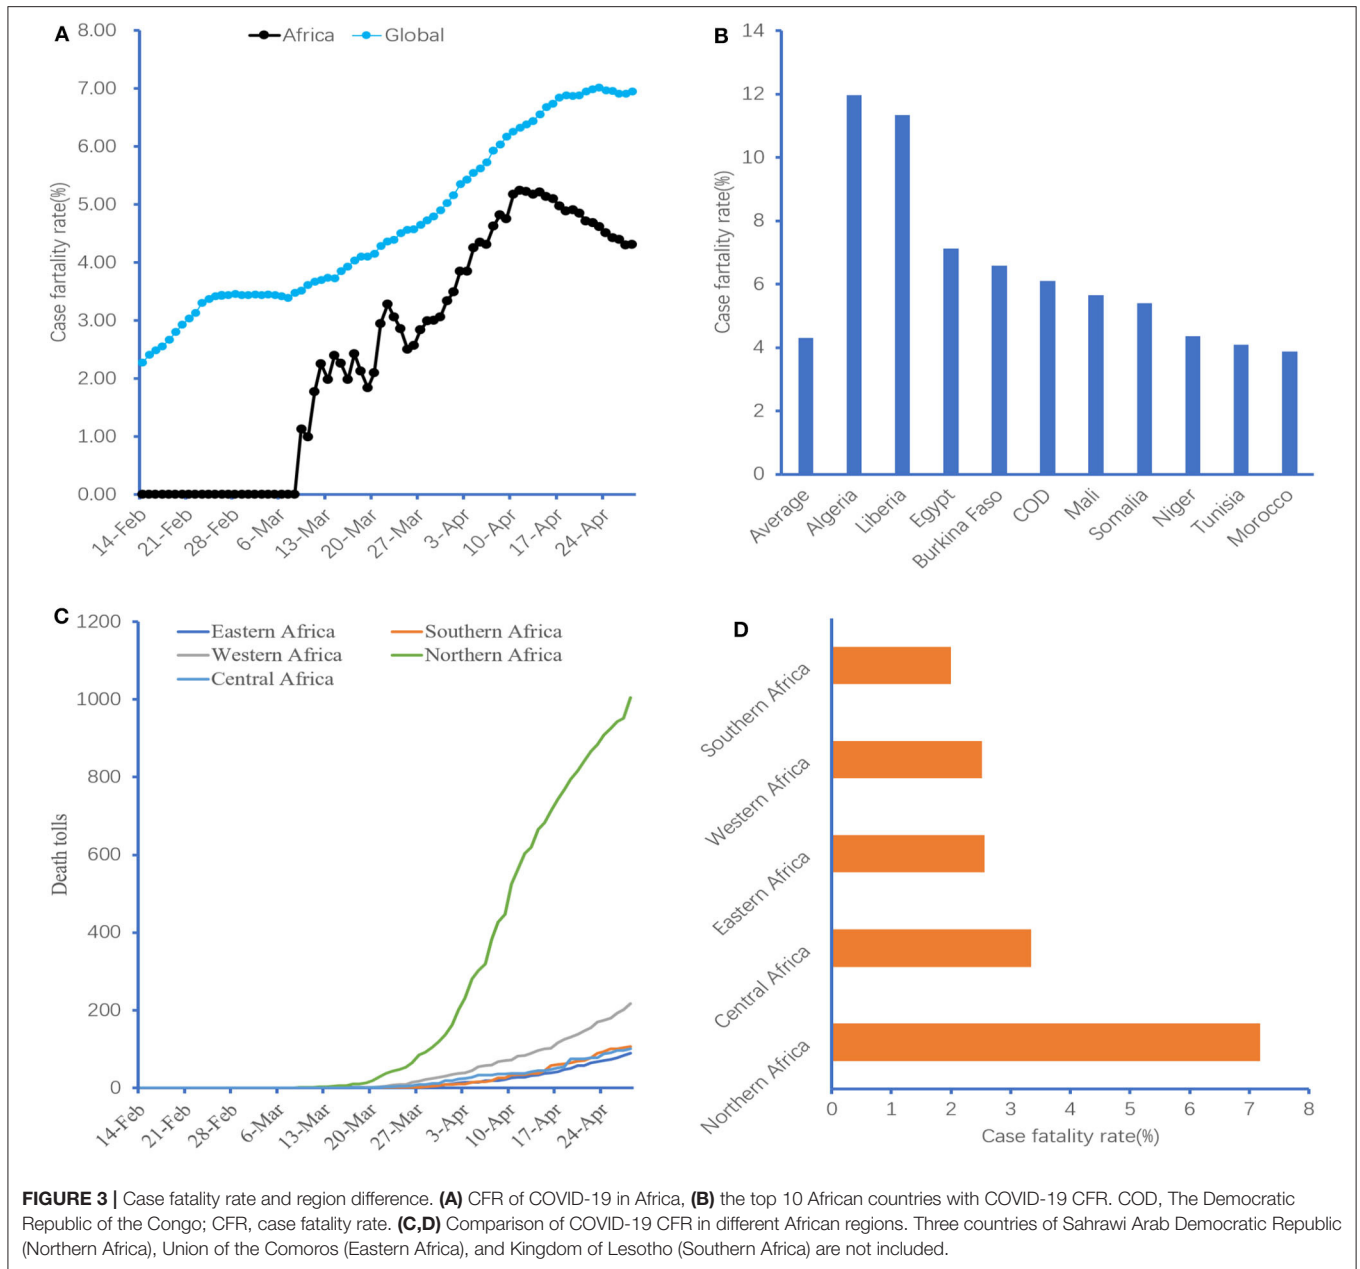 A
8.00
7.00
6.00
5.00
4.00
3.00
2.00
1.00
0.00
Case fartality rate(%)
Africa
Global
14-Feb
21-Feb
28-Feb
6-Mar
13-Mar
20-Mar
27-Mar
3-Apr
10-Apr
17-Apr
24-Apr
B
14
12
10
8
6
4
2
0
Case fartality rate(%)
Average
Algeria
Liberia
Egypt
Burkina Faso
COD
Mali
Somalia
Niger
Tunisia
Morocco
C
1200
1000
800
600
400
200
0
Death tolls
Eastern Africa
Southern Africa
Western Africa
Northern Africa
Central Africa
14-Feb
21-Feb
28-Feb
6-Mar
13-Mar
20-Mar
27-Mar
3-Apr
10-Apr
17-Apr
24-Apr
D
Southern Africa
Western Africa
Eastern Africa
Central Africa
Northern Africa
0 1 2 3 4 5 6 7 8
Case fatality rate(%)
FIGURE 3 | Case fatality rate and region difference. (A) CFR of COVID-19 in Africa, (B) the top 10 African countries with COVID-19 CFR. COD, The Democratic
Republic of the Congo; CFR, case fatality rate. (C,D) Comparison of COVID-19 CFR in different African regions. Three countries of Sahrawi Arab Democratic Republic
(Northern Africa), Union of the Comoros (Eastern Africa), and Kingdom of Lesotho (Southern Africa) are not included.